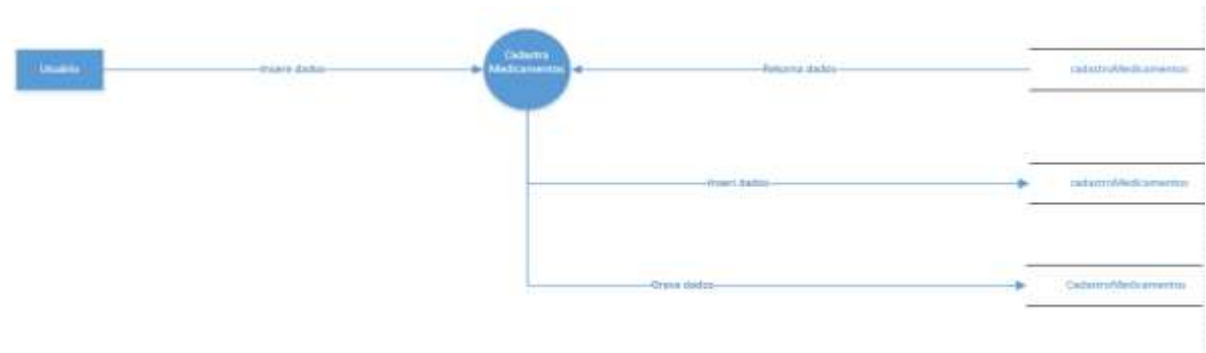 Usuário
Insere dados
Cadastra
Medicamentos
Retorna dados
cadastroMedicamentos
Inseri dados
cadastroMedicamentos
Grava dados
CadastroMedicamentos